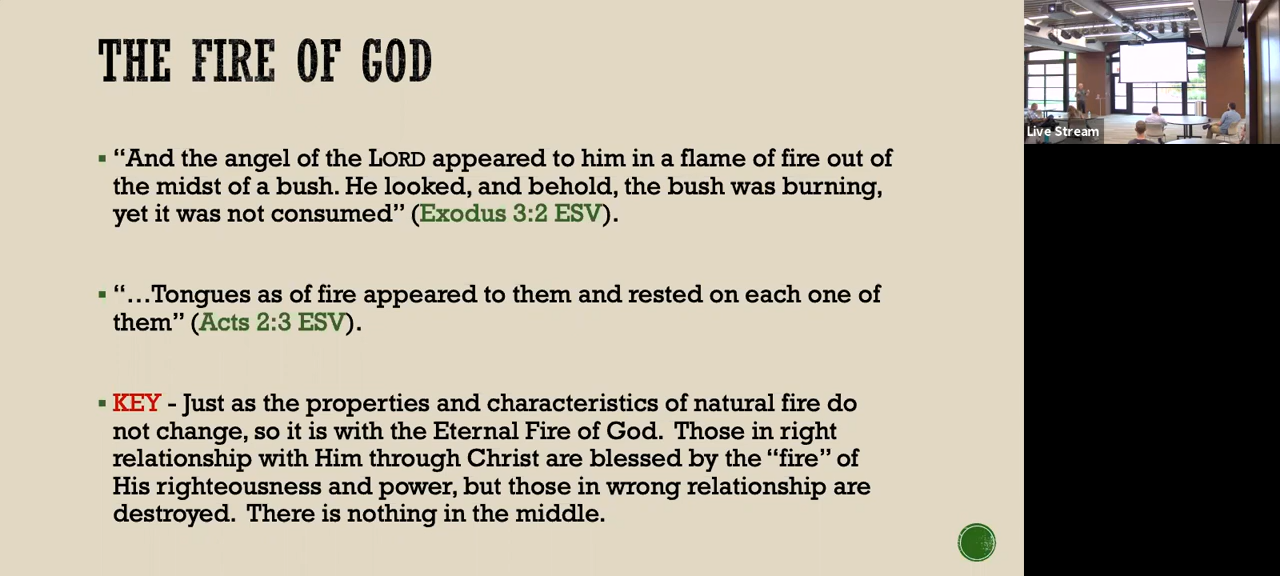 THE FIRE OF GOD
“And the angel of the LORD appeared to him in a flame of fire out of
the midst of a bush. He looked, and behold, the bush was burning,
yet it was not consumed” (Exodus 3:2 ESV).
“…Tongues as of fire appeared to them and rested on each one of
them” (Acts 2:3 ESV).
KEY - Just as the properties and characteristics of natural fire do
not change, so it is with the Eternal Fire of God.  Those in right
relationship with Him through Christ are blessed by the “fire” of
His righteousness and power, but those in wrong relationship are
destroyed.  There is nothing in the middle.
Live Stream